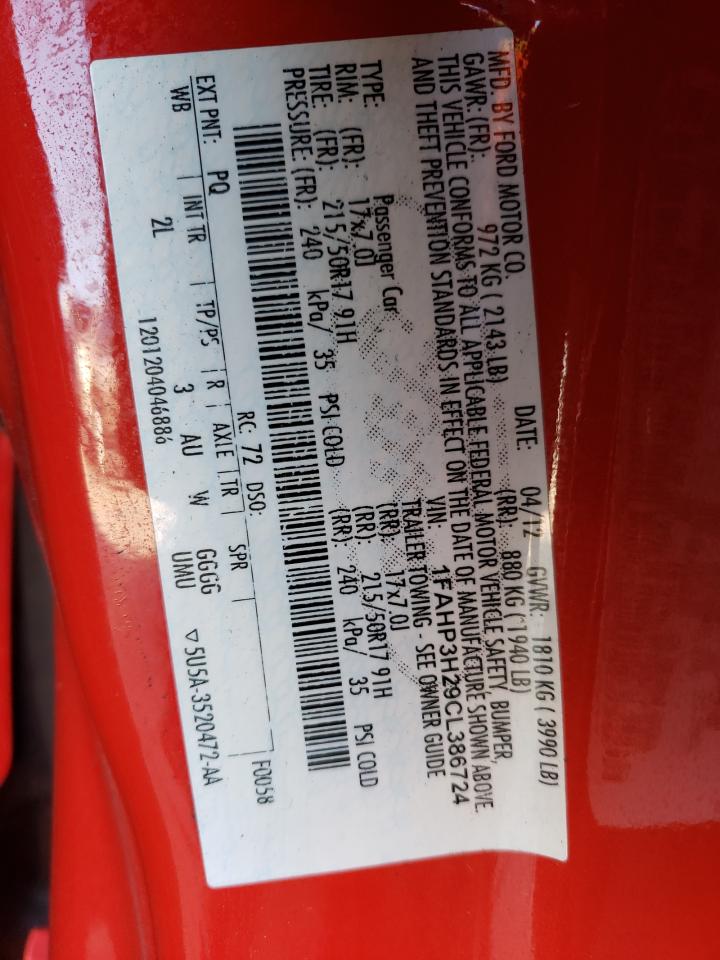 MFD. BY FORD MOTOR CO.
DATE: 04/12 GVWR: 1810 KG ( 3990 LB)
GAWR: (FR): 972 KG ( 2143 LB) (RR): 880 KG ( 1940 LB)
THIS VEHICLE CONFORMS TO ALL APPLICABLE FEDERAL MOTOR VEHICLE SAFETY, BUMPER,
AND THEFT PREVENTION STANDARDS IN EFFECT ON THE DATE OF MANUFACTURE SHOWN ABOVE.
VIN: 1FAHP3H29CL386724
TYPE: Passenger Car TRAILER TOWING - SEE OWNER GUIDE
RIM: (FR): 17x7.0J (RR): 17x7.0J
TIRE: (FR): 215/50R17 91H (RR): 215/50R17 91H
PRESSURE: (FR): 240 kPa/ 35 PSI COLD (RR): 240 kPa/ 35 PSI COLD
F0058
RC: 72 DSO:
EXT PNT: PQ
WB | INT TR | TP/PS | R | AXLE | TR | SPR |
2L 3 AU W GGGG
UMU
1201204046886 ▽5U5A-3520472-AA